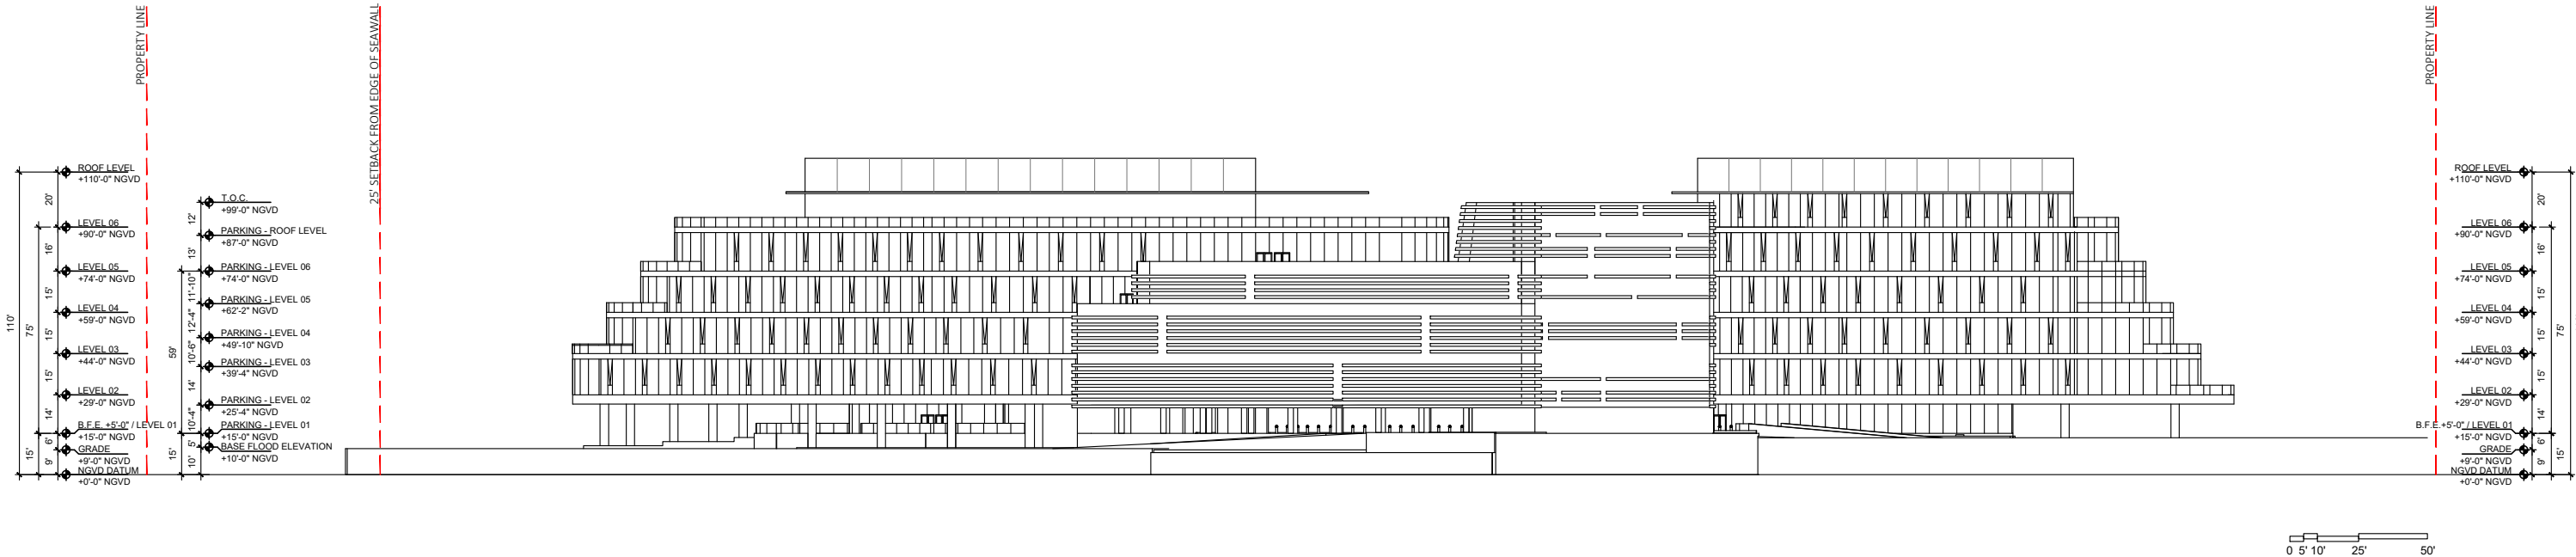 PROPERTY LINE
25' SETBACK FROM EDGE OF SEAWALL
PROPERTY LINE
ROOF LEVEL
+110'-0" NGVD
LEVEL 06
+90'-0" NGVD
LEVEL 05
+74'-0" NGVD
LEVEL 04
+59'-0" NGVD
LEVEL 03
+44'-0" NGVD
LEVEL 02
+29'-0" NGVD
B.F.E. +5'-0" / LEVEL 01
+15'-0" NGVD
GRADE
+9'-0" NGVD
NGVD DATUM
+0'-0" NGVD
110'
75'
15'
20'
16'
15'
15'
15'
14'
6'
9'
T.O.C.
+99'-0" NGVD
PARKING - ROOF LEVEL
+87'-0" NGVD
PARKING - LEVEL 06
+74'-0" NGVD
PARKING - LEVEL 05
+62'-2" NGVD
PARKING - LEVEL 04
+49'-10" NGVD
PARKING - LEVEL 03
+39'-4" NGVD
PARKING - LEVEL 02
+25'-4" NGVD
PARKING - LEVEL 01
+15'-0" NGVD
BASE FLOOD ELEVATION
+10'-0" NGVD
59'
15'
12'
13'
11'-10"
12'-4"
10'-6"
14'
10'-4"
5'
10'
ROOF LEVEL
+110'-0" NGVD
LEVEL 06
+90'-0" NGVD
LEVEL 05
+74'-0" NGVD
LEVEL 04
+59'-0" NGVD
LEVEL 03
+44'-0" NGVD
LEVEL 02
+29'-0" NGVD
B.F.E.+5'-0" / LEVEL 01
+15'-0" NGVD
GRADE
+9'-0" NGVD
NGVD DATUM
+0'-0" NGVD
20'
16'
15'
15'
15'
14'
6'
9'
75'
15'
0 5' 10' 25' 50'